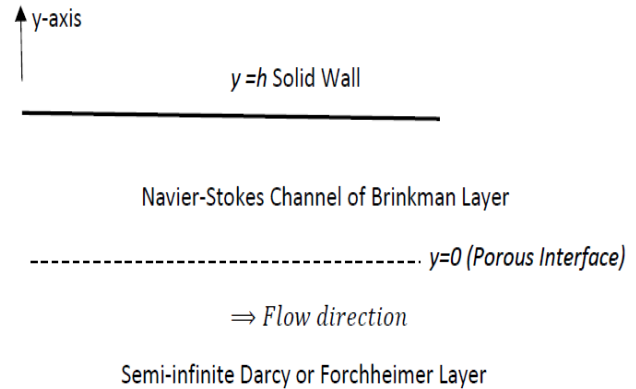 y-axis
y =h Solid Wall
Navier-Stokes Channel of Brinkman Layer
y=0 (Porous Interface)
⟹ Flow direction
Semi-infinite Darcy or Forchheimer Layer